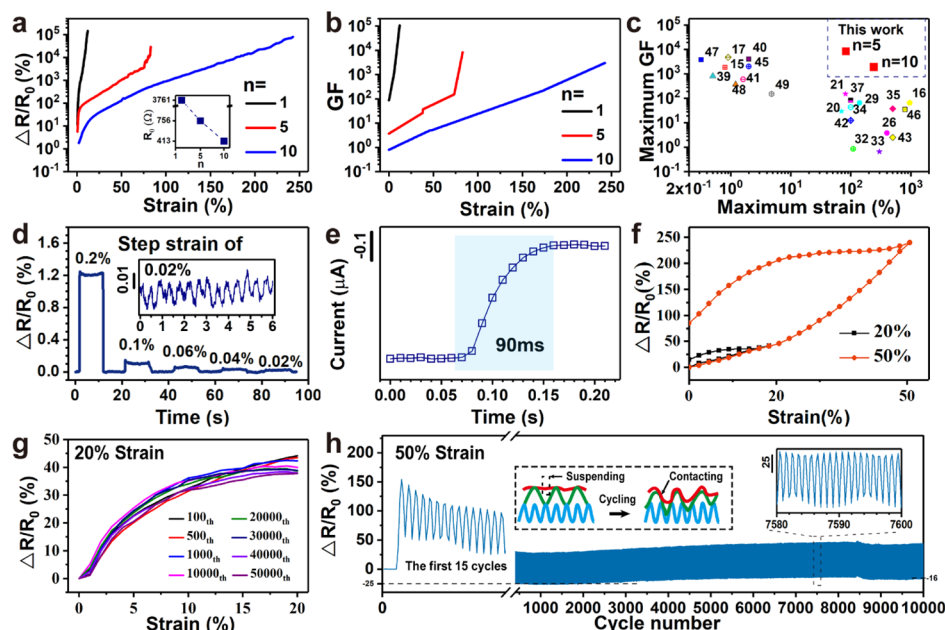 a
△R/R0 (%)
10^5
10^4
10^3
10^2
10^1
10^0
10^-1
n=
1
5
10
R0 (Ω)
3761
756
413
1 5 10
n
0 50 100 150 200 250
Strain (%)
b
GF
10^5
10^4
10^3
10^2
10^1
10^0
10^-1
n=
1
5
10
0 50 100 150 200 250
Strain (%)
c
Maximum GF
10^5
10^4
10^3
10^2
10^1
10^0
10^-1
This work
n=5
n=10
47 17 40
15 45
39 41
48 49
21 37 29 35 16
20 34 26 46
42 43
32 33
2x10^-1 10^0 10^1 10^2 10^3
Maximum strain (%)
d
△R/R0 (%)
1.6
1.2
0.8
0.4
0.0
Step strain of
0.2%
0.01
0.02%
0 1 2 3 4 5 6
0.1%
0.06%
0.04%
0.02%
0 20 40 60 80 100
Time (s)
e
-0.1
Current (µA)
90ms
0.00 0.05 0.10 0.15 0.20
Time (s)
f
△R/R0 (%)
250
200
150
100
50
0
20%
50%
0 20 50
Strain(%)
g
20% Strain
△R/R0 (%)
50
40
30
20
10
0
100th 20000th
500th 30000th
1000th 40000th
10000th 50000th
0 5 10 15 20
Strain (%)
h
50% Strain
△R/R0 (%)
200
150
100
50
0
-25
The first 15 cycles
Suspending
Contacting
Cycling
25
7580 7590 7600
-16
1000 2000 3000 4000 5000 6000 7000 8000 9000 10000
Cycle number